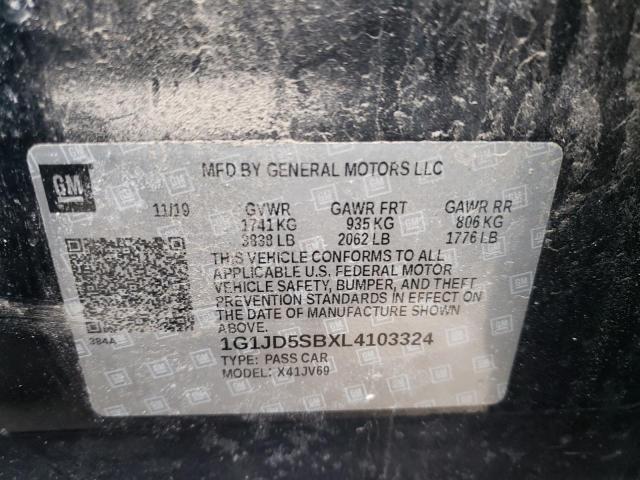 GM
MFD BY GENERAL MOTORS LLC
11/19 GVWR GAWR FRT GAWR RR
1741 KG 935 KG 806 KG
3838 LB 2062 LB 1776 LB
THIS VEHICLE CONFORMS TO ALL
APPLICABLE U.S. FEDERAL MOTOR
VEHICLE SAFETY, BUMPER, AND THEFT
PREVENTION STANDARDS IN EFFECT ON
THE DATE OF MANUFACTURE SHOWN ABOVE.
384A
1G1JD5SBXL4103324
TYPE: PASS CAR
MODEL: X41JV69